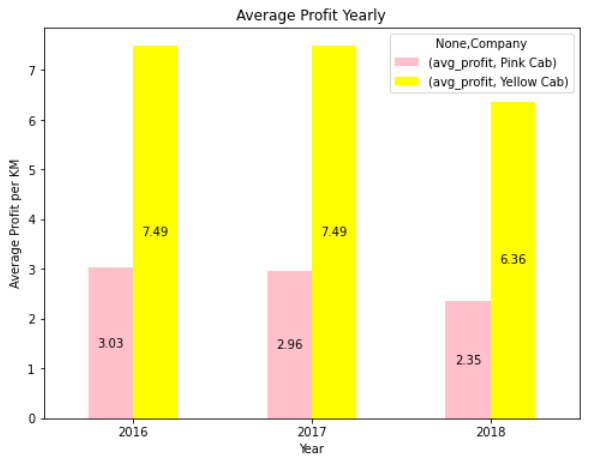 Average Profit Yearly
None,Company
(avg_profit, Pink Cab)
(avg_profit, Yellow Cab)
Average Profit per KM
7
6
5
4
3
2
1
0
3.03
7.49
2.96
7.49
2.35
6.36
2016
2017
2018
Year